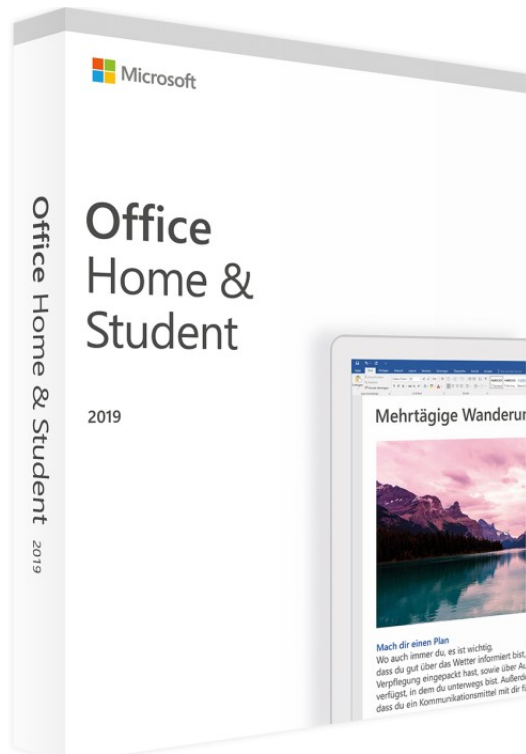 Microsoft
Office
Home &
Student
2019
Office Home & Student 2019
Mehrtägige
Mach dir einen Plan
Wo auch immer du, es ist wichtig,
dass du gut über das Wetter informiert bist,
Verpflegung eingepackt hast, sowie über
verfügst, in dem du unterwegs bist.
dass du ein Kommunikationsmittel mit dir